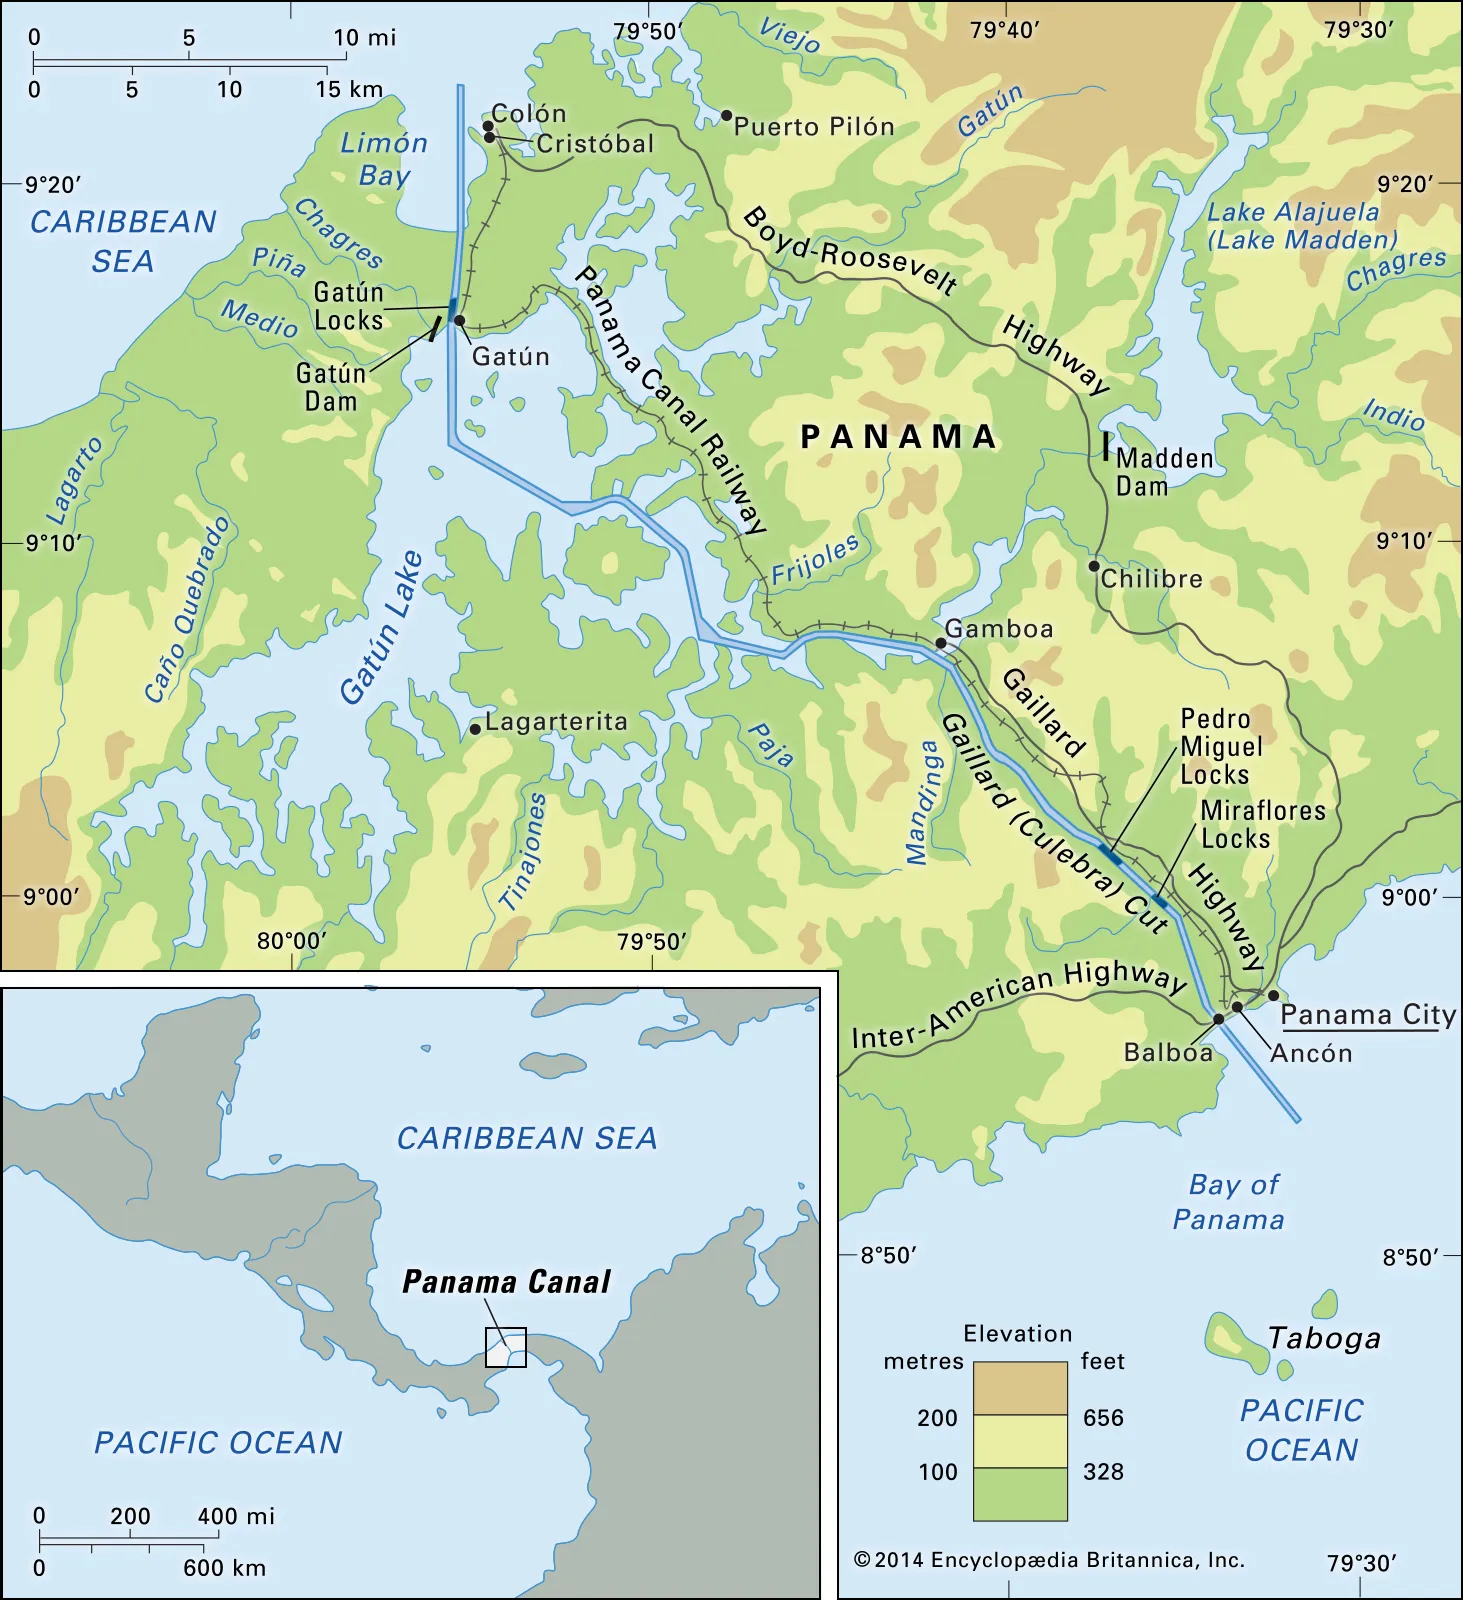 0 5 10 mi
0 5 10 15 km
79°50′
79°40′
79°30′
Viejo
Gatún
Colón
Cristóbal
Puerto Pilón
Limón
Bay
9°20′
9°20′
CARIBBEAN
SEA
Chagres
Piña
Medio
Gatún
Locks
Gatún
Gatún
Dam
Boyd-Roosevelt
Highway
Lake Alajuela
(Lake Madden)
Chagres
Panama Canal Railway
PANAMA
Indio
Madden
Dam
Lagarto
Caño Quebrado
9°10′
9°10′
Gatún Lake
Frijoles
Chilibre
Gamboa
Lagarterita
Paja
Mandinga
Tinajones
Gaillard
Highway
Gaillard (Culebra) Cut
Pedro
Miguel
Locks
Miraflores
Locks
9°00′
9°00′
80°00′
79°50′
Inter-American Highway
Panama City
Balboa
Ancón
Bay of
Panama
8°50′
8°50′
Taboga
PACIFIC
OCEAN
Elevation
metres feet
200 656
100 328
©2014 Encyclopædia Britannica, Inc.
79°30′
CARIBBEAN SEA
Panama Canal
PACIFIC OCEAN
0 200 400 mi
0 600 km